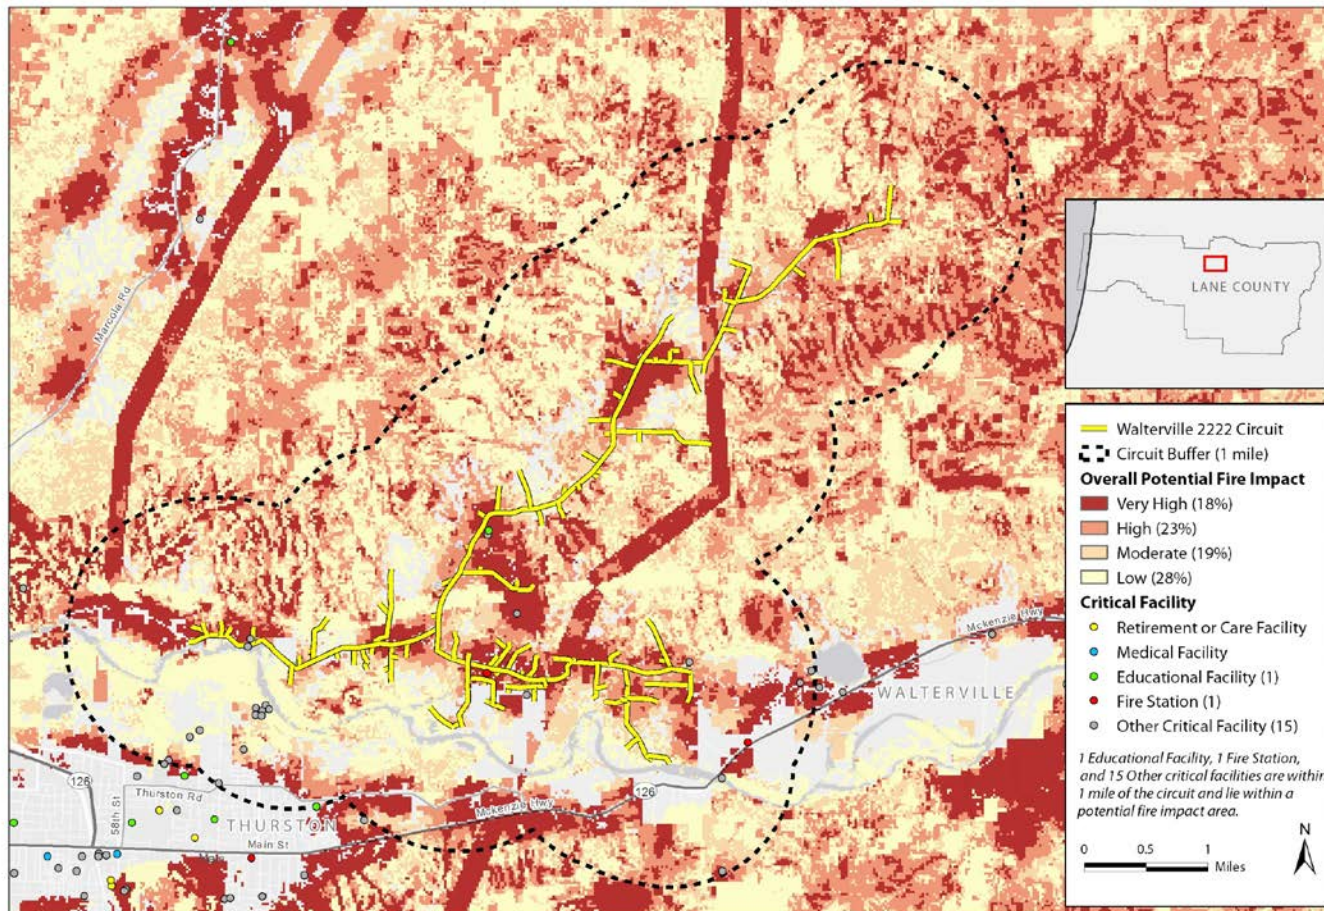 Marcola Rd
LANE COUNTY
Walterville 2222 Circuit
Circuit Buffer (1 mile)
Overall Potential Fire Impact
Very High (18%)
High (23%)
Moderate (19%)
Low (28%)
Critical Facility
Retirement or Care Facility
Medical Facility
Educational Facility (1)
Fire Station (1)
Other Critical Facility (15)
1 Educational Facility, 1 Fire Station,
and 15 Other critical facilities are within
1 mile of the circuit and lie within a
potential fire impact area.
N
0 0.5 1
Miles
Mckenzie Hwy
WALTERVILLE
126
126
58th St
Thurston Rd
THURSTON
Main St
Mckenzie Hwy